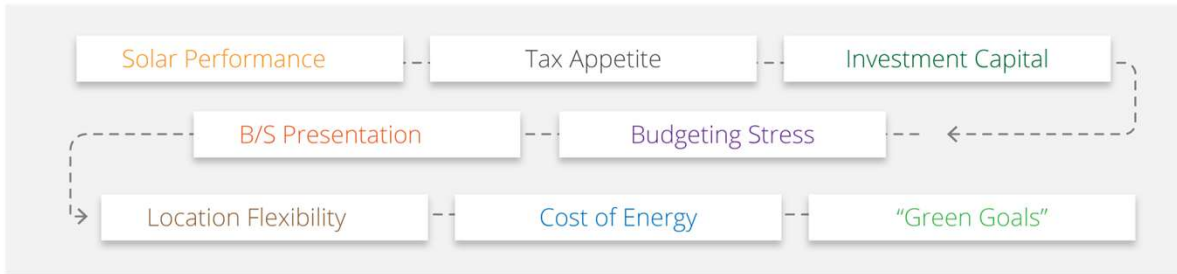 Solar Performance
Tax Appetite
Investment Capital
B/S Presentation
Budgeting Stress
Location Flexibility
Cost of Energy
“Green Goals”